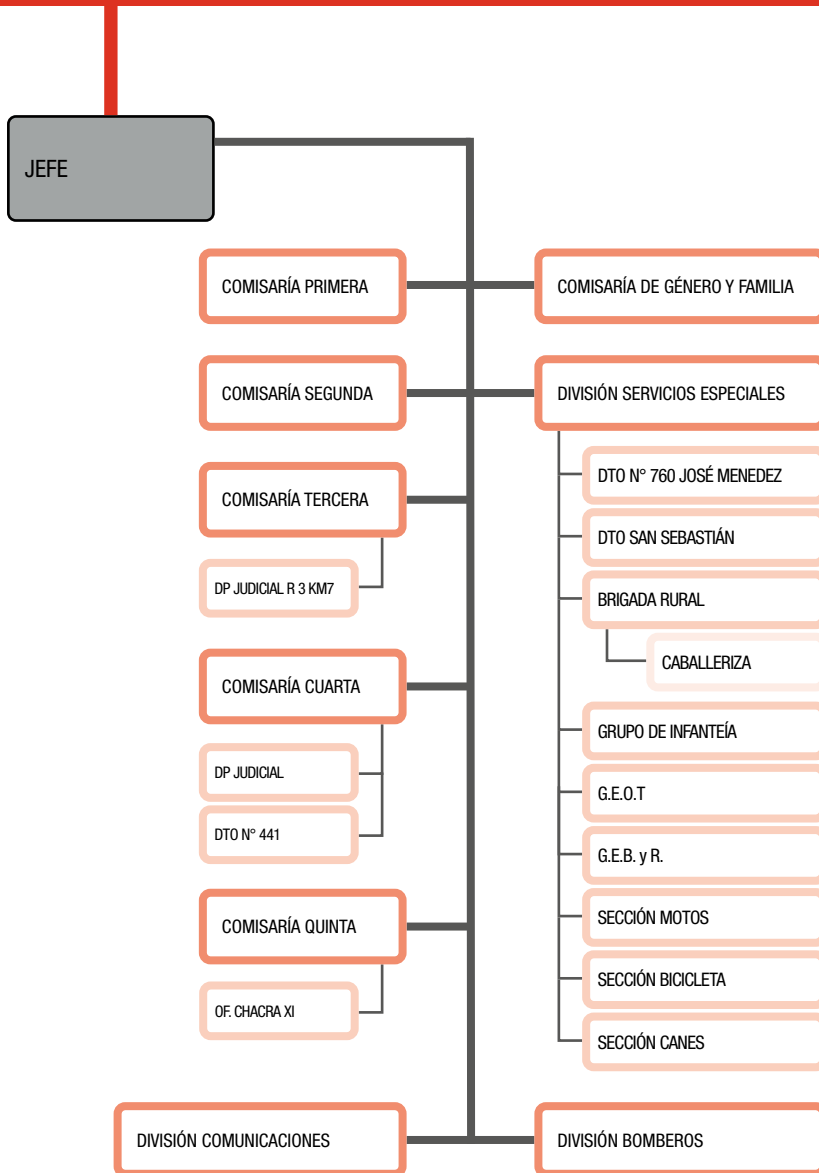 JEFE
COMISARÍA PRIMERA
COMISARÍA DE GÉNERO Y FAMILIA
COMISARÍA SEGUNDA
DIVISIÓN SERVICIOS ESPECIALES
COMISARÍA TERCERA
DP JUDICIAL R 3 KM7
COMISARÍA CUARTA
DP JUDICIAL
DTO N° 441
COMISARÍA QUINTA
OF. CHACRA XI
DTO N° 760 JOSÉ MENEDEZ
DTO SAN SEBASTIÁN
BRIGADA RURAL
CABALLERIZA
GRUPO DE INFANTEÍA
G.E.O.T
G.E.B. y R.
SECCIÓN MOTOS
SECCIÓN BICICLETA
SECCIÓN CANES
DIVISIÓN COMUNICACIONES
DIVISIÓN BOMBEROS